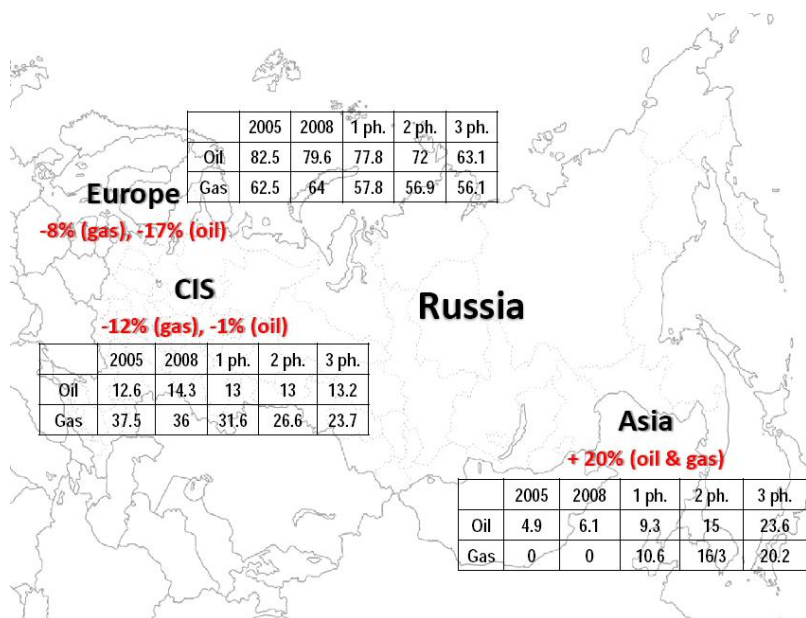 2005 2008 1 ph. 2 ph. 3 ph.
Oil 82.5 79.6 77.8 72 63.1
Gas 62.5 64 57.8 56.9 56.1
Europe
-8% (gas), -17% (oil)
CIS
-12% (gas), -1% (oil)
Russia
2005 2008 1 ph. 2 ph. 3 ph.
Oil 12.6 14.3 13 13 13.2
Gas 37.5 36 31.6 26.6 23.7
Asia
+ 20% (oil & gas)
2005 2008 1 ph. 2 ph. 3 ph.
Oil 4.9 6.1 9.3 15 23.6
Gas 0 0 10.6 16/3 20.2